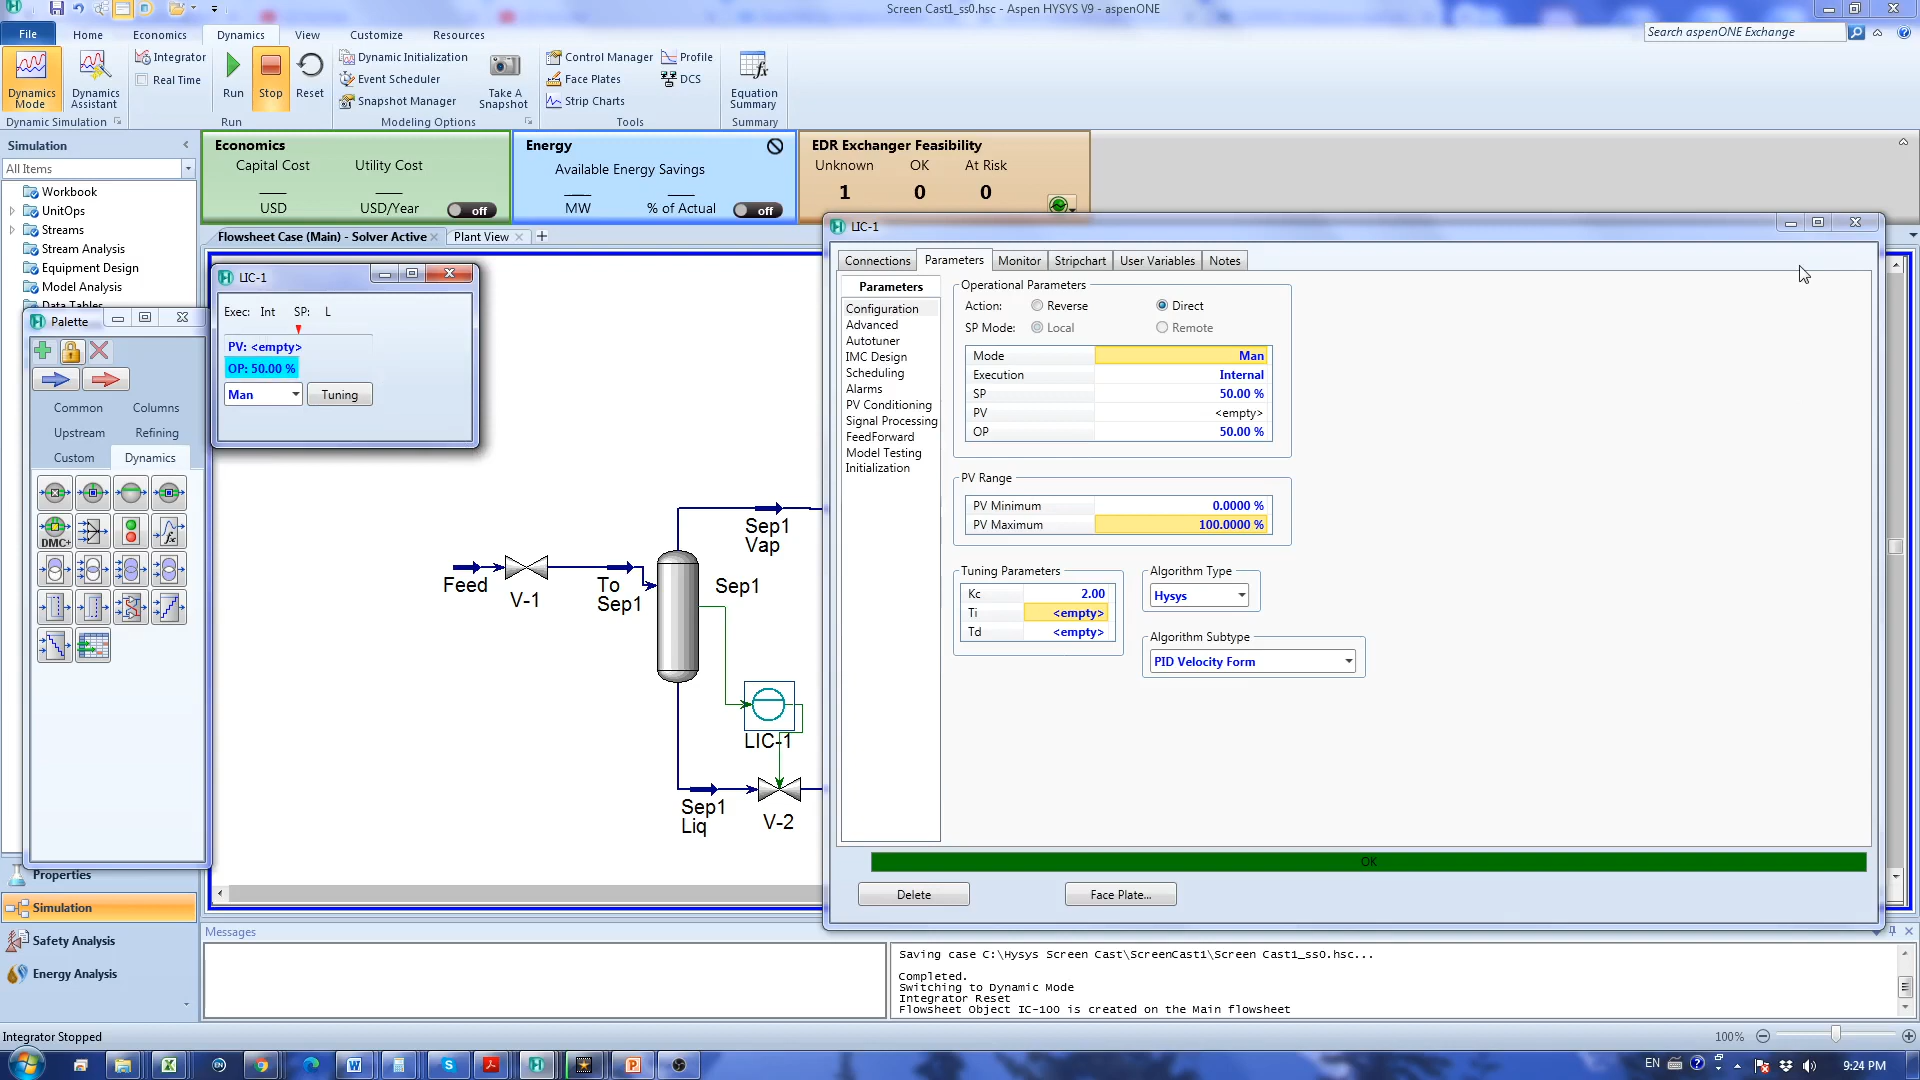 Screen Cast1_ss0.hsc - Aspen HYSYS V9 - aspenONE
File
Home
Economics
Dynamics
View
Customize
Resources
Search aspenONE Exchange
Dynamics Mode
Dynamics Assistant
Integrator
Real Time
Run
Stop
Reset
Dynamic Initialization
Event Scheduler
Snapshot Manager
Take A Snapshot
Control Manager
Face Plates
Strip Charts
Profile
DCS
Equation Summary
Dynamic Simulation
Run
Modeling Options
Tools
Summary
Simulation
All Items
Workbook
UnitOps
Streams
Stream Analysis
Equipment Design
Model Analysis
Data Tables
Economics
Capital Cost
Utility Cost
USD
USD/Year
off
Energy
Available Energy Savings
MW
% of Actual
off
EDR Exchanger Feasibility
Unknown
OK
At Risk
1
0
0
Flowsheet Case (Main) - Solver Active
Plant View
LIC-1
Exec: Int SP: L
PV: <empty>
OP: 50.00 %
Man
Tuning
Palette
Common
Columns
Upstream
Refining
Custom
Dynamics
DMC+
Feed
V-1
To
Sep1
Sep1
Vap
Sep1
LIC-1
Sep1
Liq
V-2
LIC-1
Connections
Parameters
Monitor
Stripchart
User Variables
Notes
Parameters
Configuration
Advanced
Autotuner
IMC Design
Scheduling
Alarms
PV Conditioning
Signal Processing
FeedForward
Model Testing
Initialization
Operational Parameters
Action: Reverse Direct
SP Mode: Local Remote
Mode Man
Execution Internal
SP 50.00 %
PV <empty>
OP 50.00 %
PV Range
PV Minimum 0.0000 %
PV Maximum 100.0000 %
Tuning Parameters
Kc 2.00
Ti <empty>
Td <empty>
Algorithm Type
Hysys
Algorithm Subtype
PID Velocity Form
OK
Delete
Face Plate...
Properties
Simulation
Safety Analysis
Energy Analysis
Messages
Saving case C:\Hysys Screen Cast\ScreenCast1\Screen Cast1_ss0.hsc...
Completed.
Switching to Dynamic Mode
Integrator Reset
Flowsheet Object IC-100 is created on the Main flowsheet
Integrator Stopped
100%
EN
9:24 PM